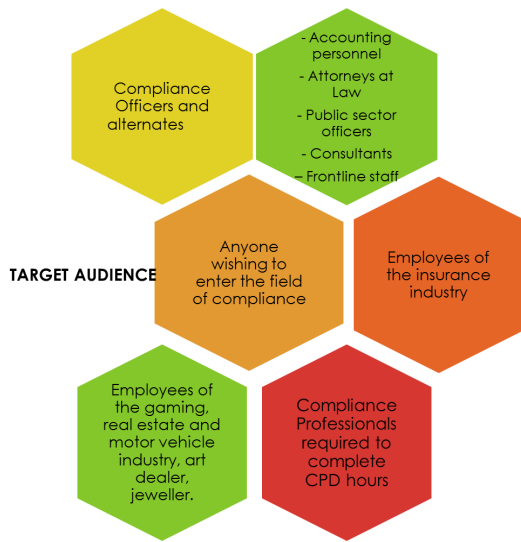 Compliance
Officers and
alternates
- Accounting
personnel
- Attorneys at
Law
- Public sector
officers
- Consultants
– Frontline staff
TARGET AUDIENCE
Anyone
wishing to
enter the field
of compliance
Employees of
the insurance
industry
Employees of
the gaming,
real estate and
motor vehicle
industry, art
dealer,
jeweller.
Compliance
Professionals
required to
complete
CPD hours